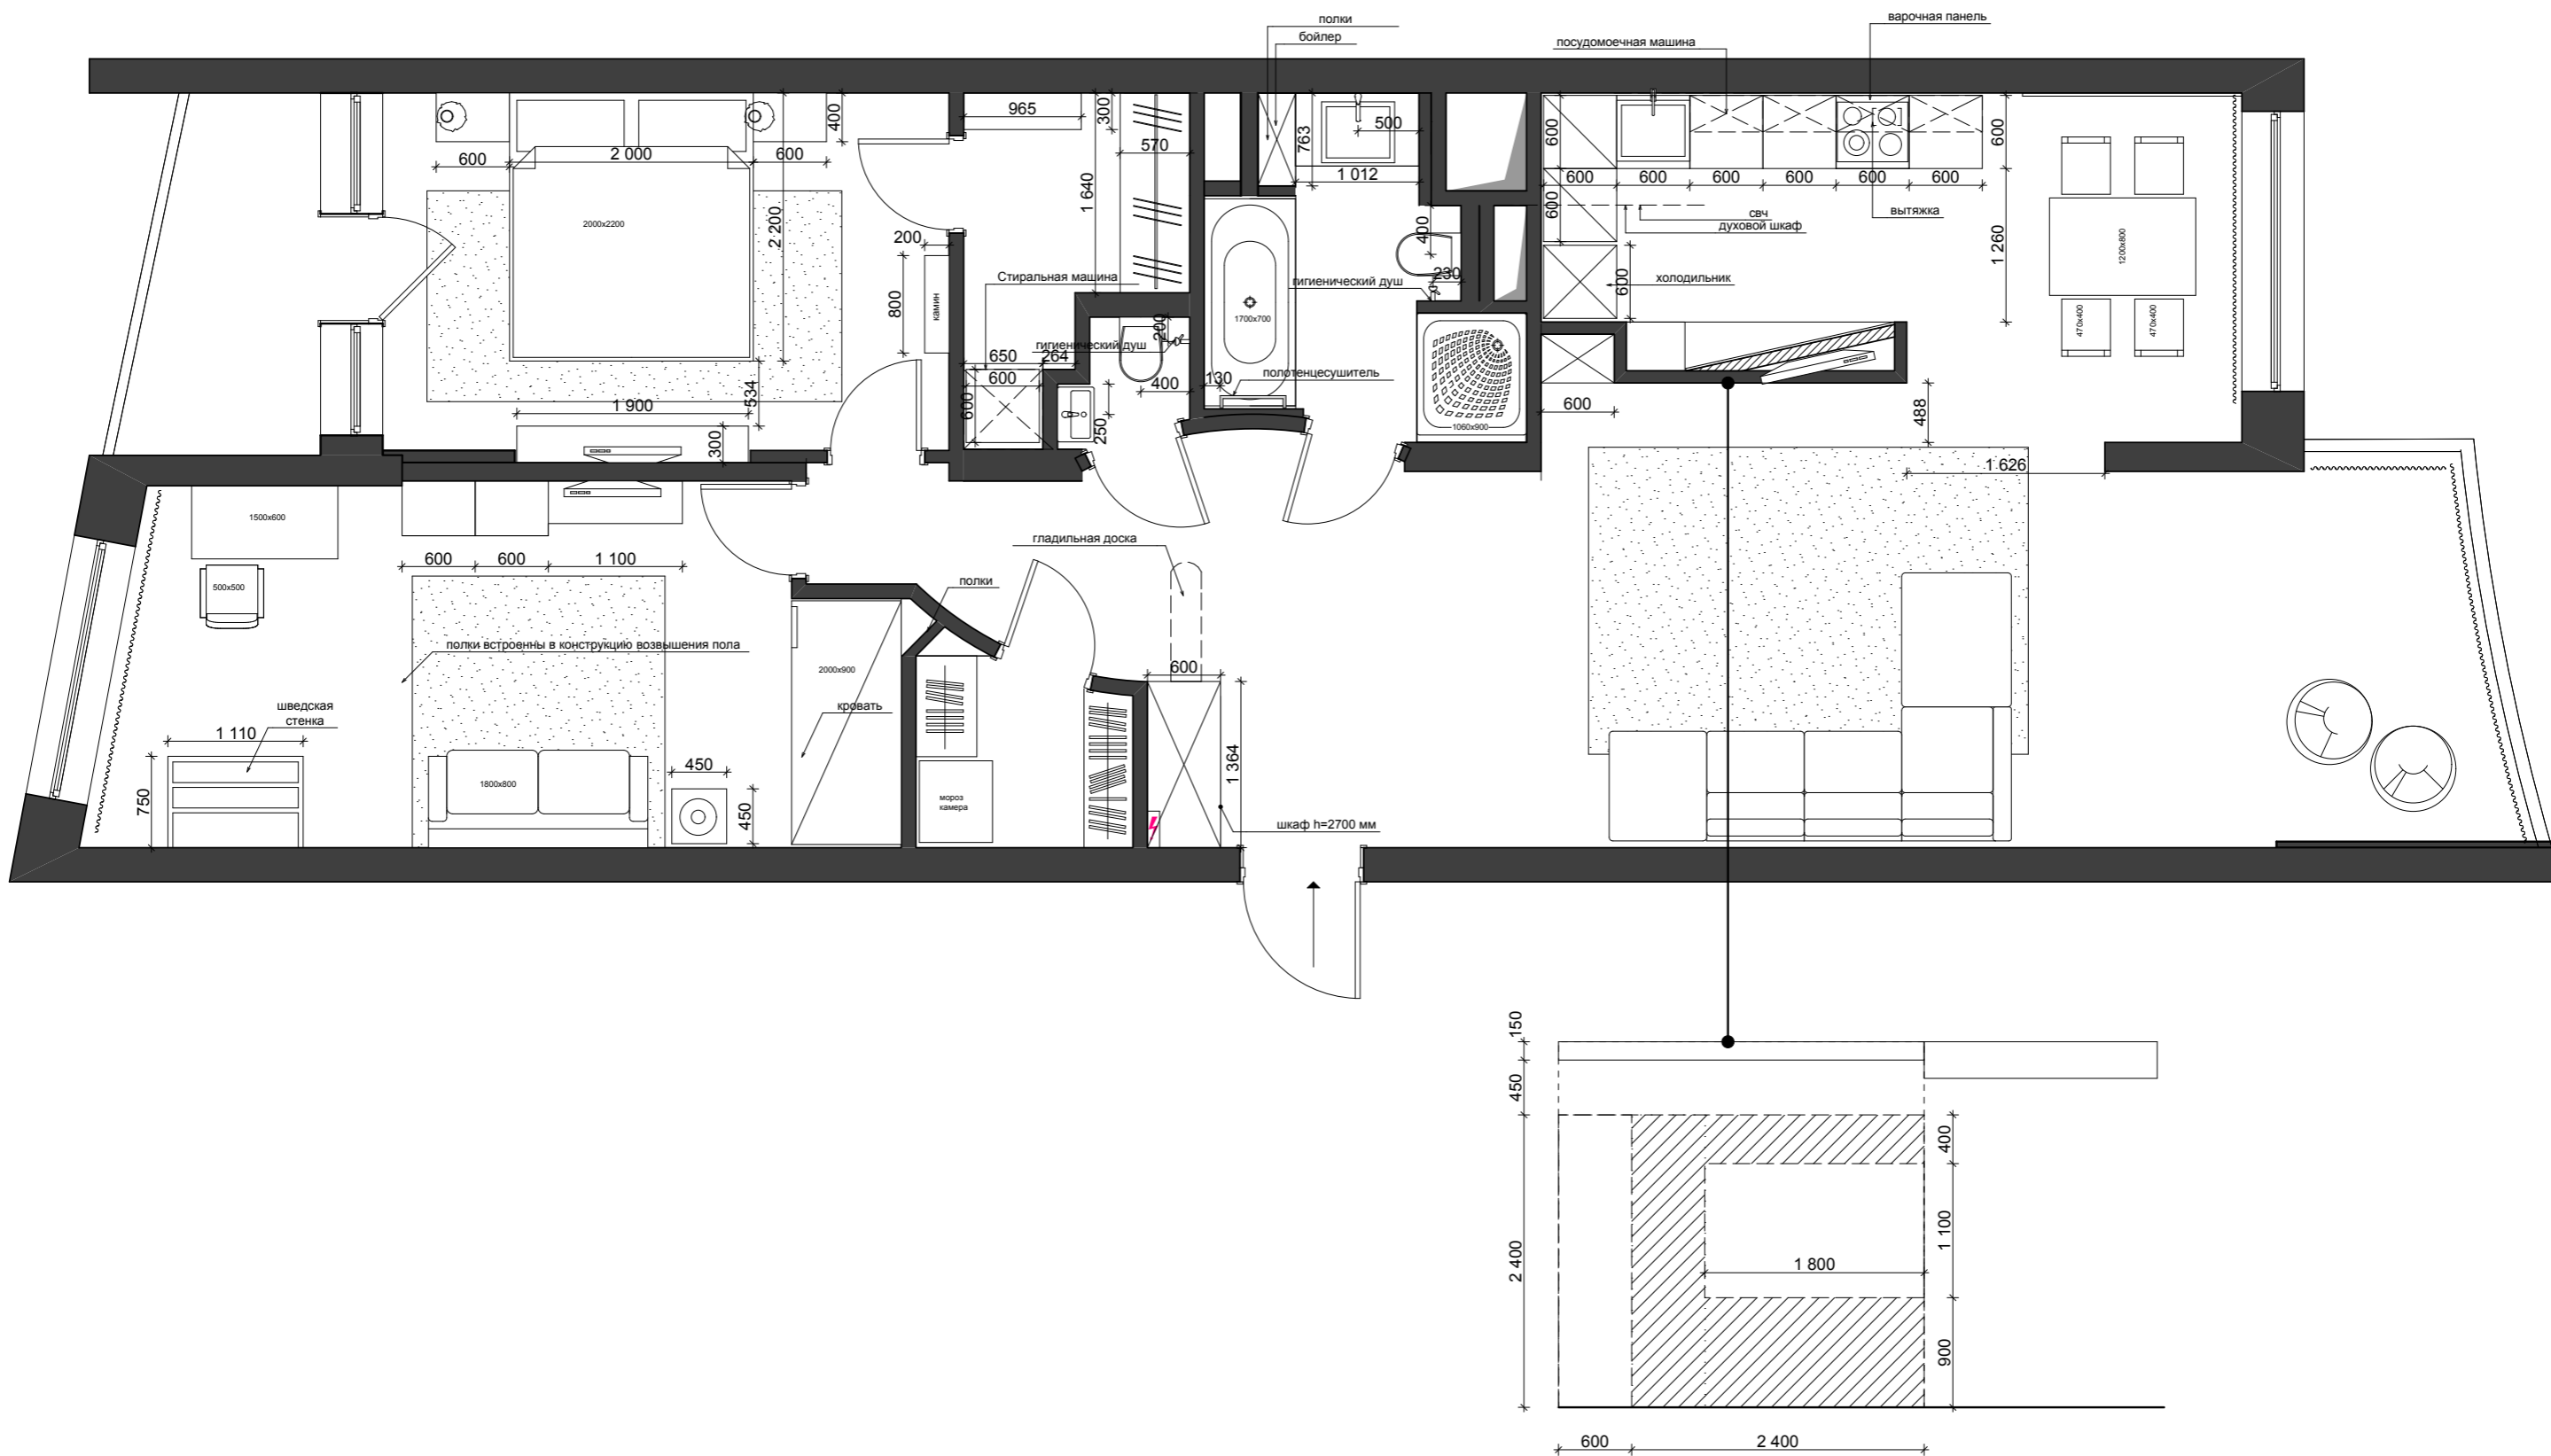 полки
варочная панель
бойлер
посудомоечная машина
965
300
400
600
2 000
600
570
763
500
1 012
600
600
600
600
600
600
600
600
600
1 260
600
свч
духовой шкаф
вытяжка
1 640
2000x2200
2 200
200
800
камин
400
230
гигиенический душ
600
холодильник
1200x800
470x400
470x400
Стиральная машина
1700x700
гигиенический душ
200
650
264
600
600
400
130
полотенцесушитель
250
1060x900
600
488
534
1 900
300
1 626
1500x600
500x500
600
600
1 100
гладильная доска
полки
полки встроенны в конструкцию возвышения пола
2000x900
кровать
шведская
стенка
1 110
750
1800x800
450
450
мороз
камера
600
1 364
шкаф h=2700 мм
150
450
2 400
400
1 100
1 800
900
600
2 400